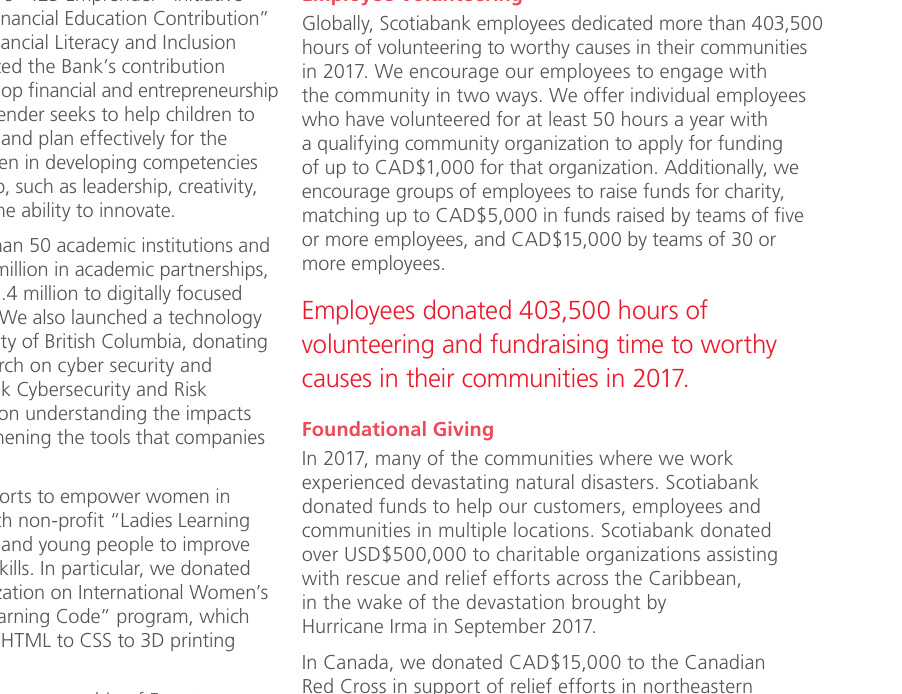 nancial Education Contribution”
ancial Literacy and Inclusion
ed the Bank’s contribution
op financial and entrepreneurship
ender seeks to help children to
and plan effectively for the
en in developing competencies
, such as leadership, creativity,
ne ability to innovate.
an 50 academic institutions and
million in academic partnerships,
.4 million to digitally focused
We also launched a technology
ty of British Columbia, donating
rch on cyber security and
k Cybersecurity and Risk
on understanding the impacts
hening the tools that companies
orts to empower women in
th non-profit “Ladies Learning
and young people to improve
kills. In particular, we donated
zation on International Women’s
arning Code” program, which
HTML to CSS to 3D printing
Employee Volunteering
Globally, Scotiabank employees dedicated more than 403,500
hours of volunteering to worthy causes in their communities
in 2017. We encourage our employees to engage with
the community in two ways. We offer individual employees
who have volunteered for at least 50 hours a year with
a qualifying community organization to apply for funding
of up to CAD$1,000 for that organization. Additionally, we
encourage groups of employees to raise funds for charity,
matching up to CAD$5,000 in funds raised by teams of five
or more employees, and CAD$15,000 by teams of 30 or
more employees.
Employees donated 403,500 hours of
volunteering and fundraising time to worthy
causes in their communities in 2017.
Foundational Giving
In 2017, many of the communities where we work
experienced devastating natural disasters. Scotiabank
donated funds to help our customers, employees and
communities in multiple locations. Scotiabank donated
over USD$500,000 to charitable organizations assisting
with rescue and relief efforts across the Caribbean,
in the wake of the devastation brought by
Hurricane Irma in September 2017.
In Canada, we donated CAD$15,000 to the Canadian
Red Cross in support of relief efforts in northeastern